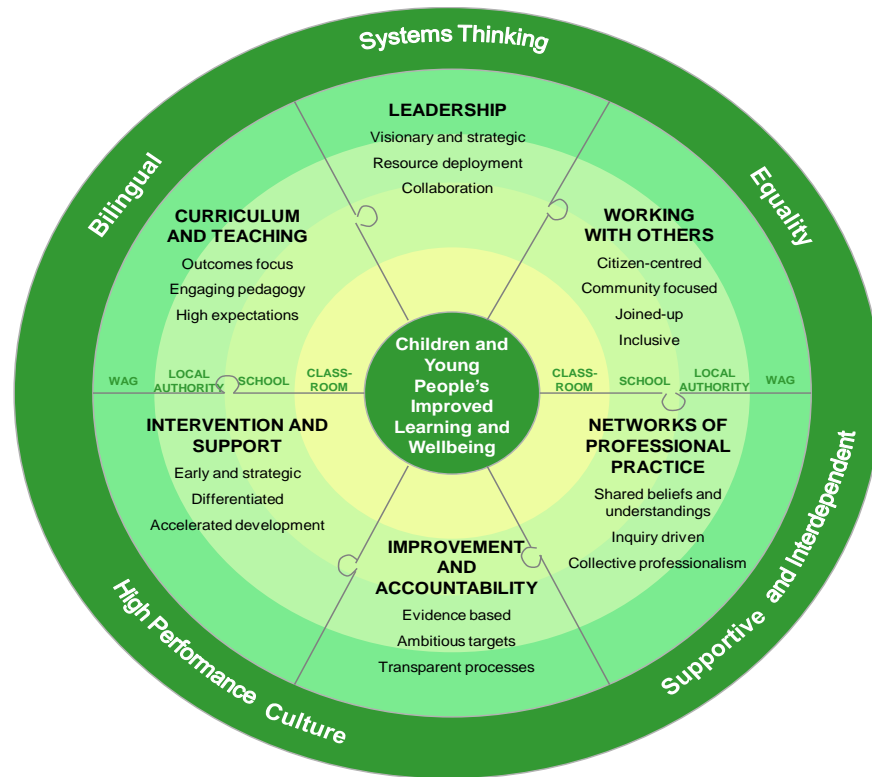 Systems Thinking
Bilingual
Equality
LEADERSHIP
Visionary and strategic
Resource deployment
Collaboration
CURRICULUM
AND TEACHING
Outcomes focus
Engaging pedagogy
High expectations
WORKING
WITH OTHERS
Citizen-centred
Community focused
Joined-up
Inclusive
Children and
Young
People's
Improved
Learning and
Wellbeing
WAG
LOCAL
AUTHORITY
SCHOOL
CLASS-
ROOM
CLASS-
ROOM
SCHOOL
LOCAL
AUTHORITY
WAG
INTERVENTION AND
SUPPORT
Early and strategic
Differentiated
Accelerated development
NETWORKS OF
PROFESSIONAL
PRACTICE
Shared beliefs and
understandings
Inquiry driven
Collective professionalism
IMPROVEMENT
AND
ACCOUNTABILITY
Evidence based
Ambitious targets
Transparent processes
High Performance Culture
Supportive and Interdependent